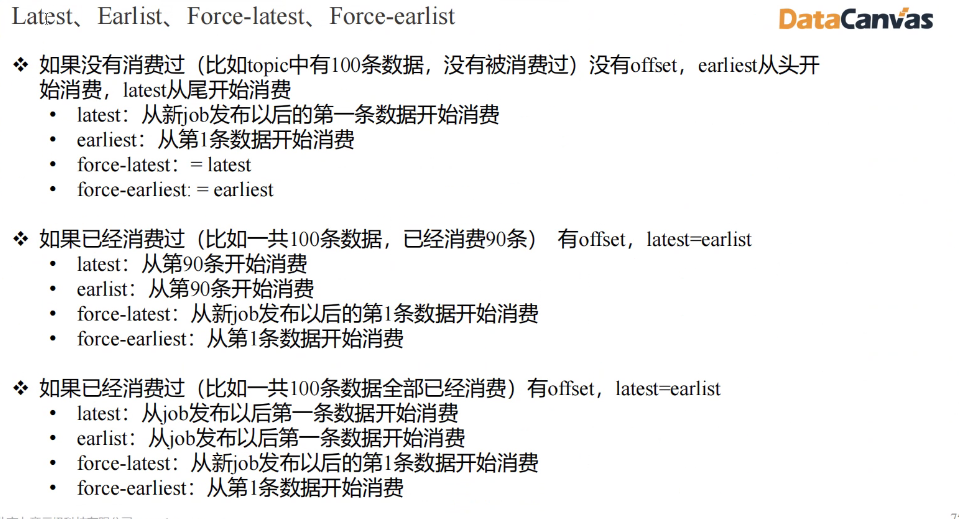 Latest、Earlist、Force-latest、Force-earlist
DataCanvas
❖ 如果没有消费过（比如topic中有100条数据，没有被消费过）没有offset，earliest从头开
始消费，latest从尾开始消费
• latest：从新job发布以后的第一条数据开始消费
• earliest：从第1条数据开始消费
• force-latest：= latest
• force-earliest: = earliest
❖ 如果已经消费过（比如一共100条数据，已经消费90条） 有offset，latest=earlist
• latest：从第90条开始消费
• earlist：从第90条开始消费
• force-latest：从新job发布以后的第1条数据开始消费
• force-earliest：从第1条数据开始消费
❖ 如果已经消费过（比如一共100条数据全部已经消费）有offset，latest=earlist
• latest：从job发布以后第一条数据开始消费
• earlist：从job发布以后第一条数据开始消费
• force-latest：从新job发布以后的第1条数据开始消费
• force-earliest：从第1条数据开始消费